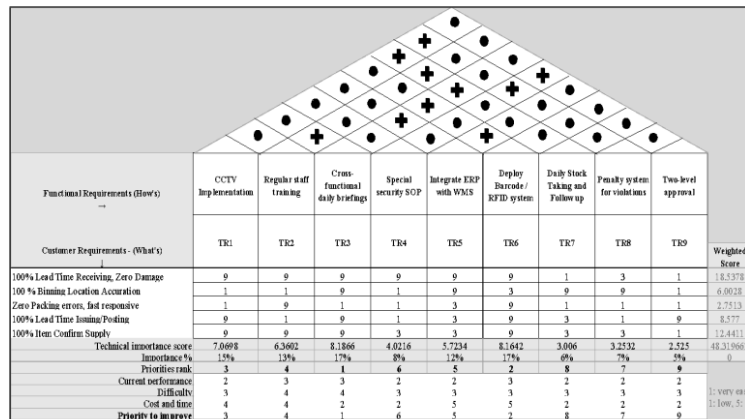 Functional Requirements (How's)
→
CCTV Implementation
Regular staff training
Cross-functional daily briefings
Special security SOP
Integrate ERP with WMS
Deploy Barcode / RFID system
Daily Stock Taking and Follow up
Penalty system for violations
Two-level approval
Customer Requirements - (What's)
↓
TR1 TR2 TR3 TR4 TR5 TR6 TR7 TR8 TR9
Weighted Score
100% Lead Time Receiving, Zero Damage 9 9 9 9 9 9 1 3 1 18.5378
100 % Binning Location Accuration 1 1 1 1 9 3 9 9 1 6.0028
Zero Packing errors, fast responsive 1 9 1 1 3 9 1 1 1 2.7513
100% Lead Time Issuing/Posting 9 1 9 1 3 9 3 1 9 8.577
100% Item Confirm Supply 9 9 9 3 3 9 3 3 1 12.4411
Technical importance score 7.0698 6.3602 8.1866 4.0216 5.7234 8.1642 3.006 3.2532 2.525 48.31966
Importance % 15% 13% 17% 8% 12% 17% 6% 7% 5% 0
Priorities rank 3 4 1 6 5 2 8 7 9
Current performance 2 3 3 2 2 3 2 2 2
Difficulty 3 4 4 3 3 3 3 3 3 1: very eas
Cost and time 4 4 2 2 5 5 2 2 2 1: low, 5:
Priority to improve 3 4 1 6 5 2 8 7 9